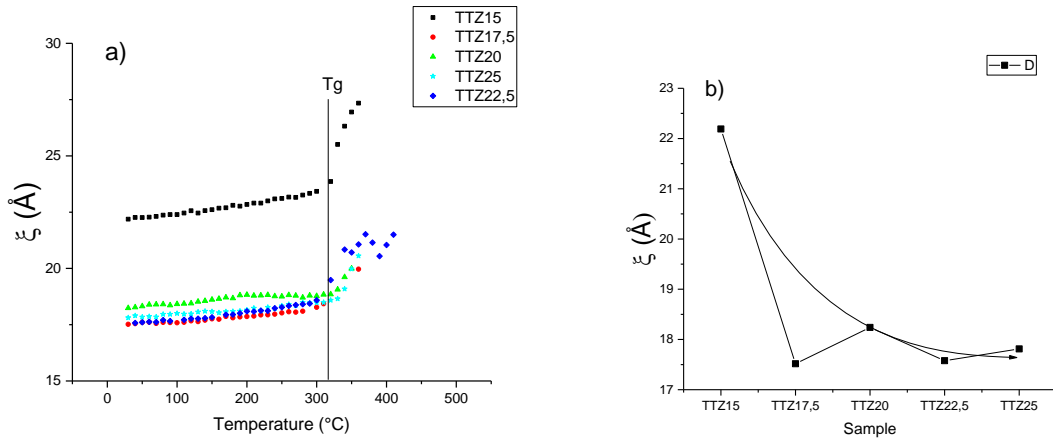 a)
TTZ15
TTZ17,5
TTZ20
TTZ25
TTZ22,5
Tg
30
25
20
15
ξ (Å)
0 100 200 300 400 500
Temperature (°C)
b)
D
22
21
20
19
18
17
ξ (Å)
TTZ15 TTZ17,5 TTZ20 TTZ22,5 TTZ25
Sample